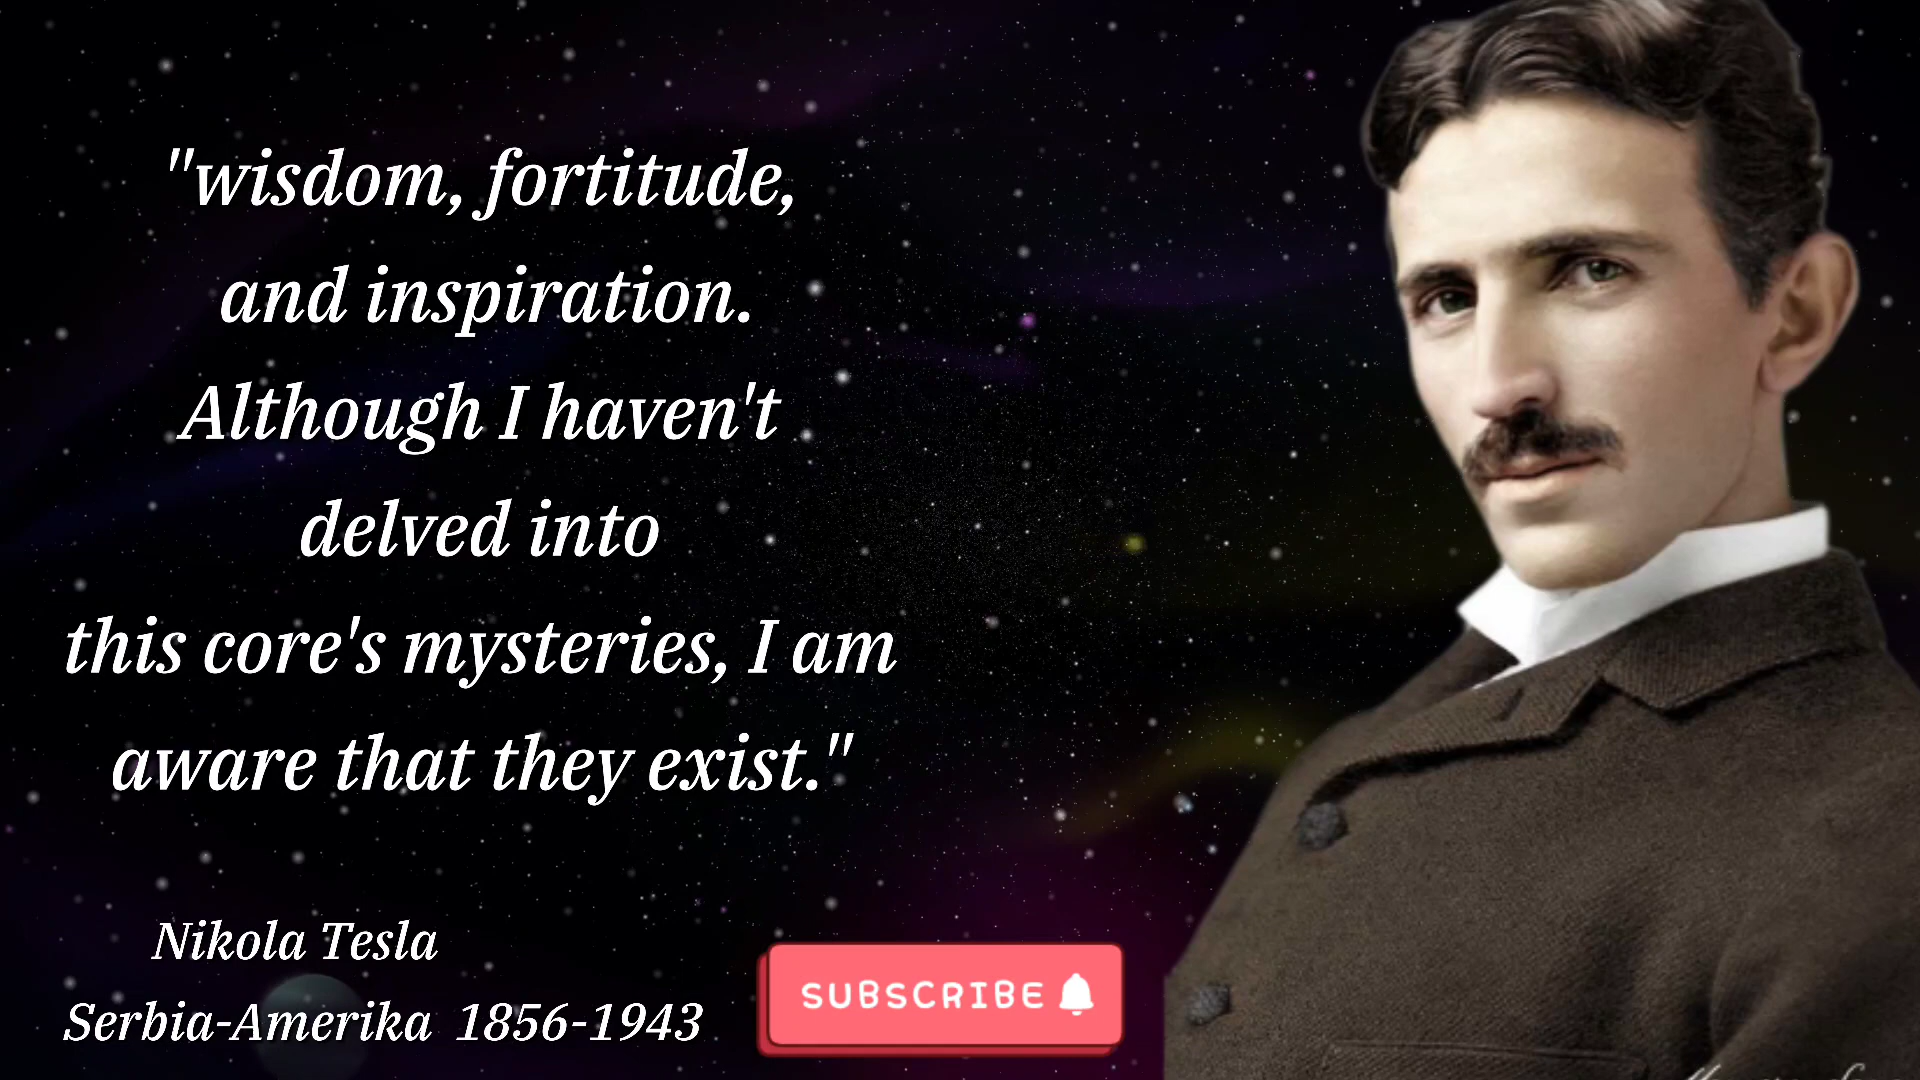 "wisdom, fortitude,
and inspiration.
Although I haven't
delved into
this core's mysteries, I am
aware that they exist."
Nikola Tesla
Serbia-Amerika 1856-1943
SUBSCRIBE